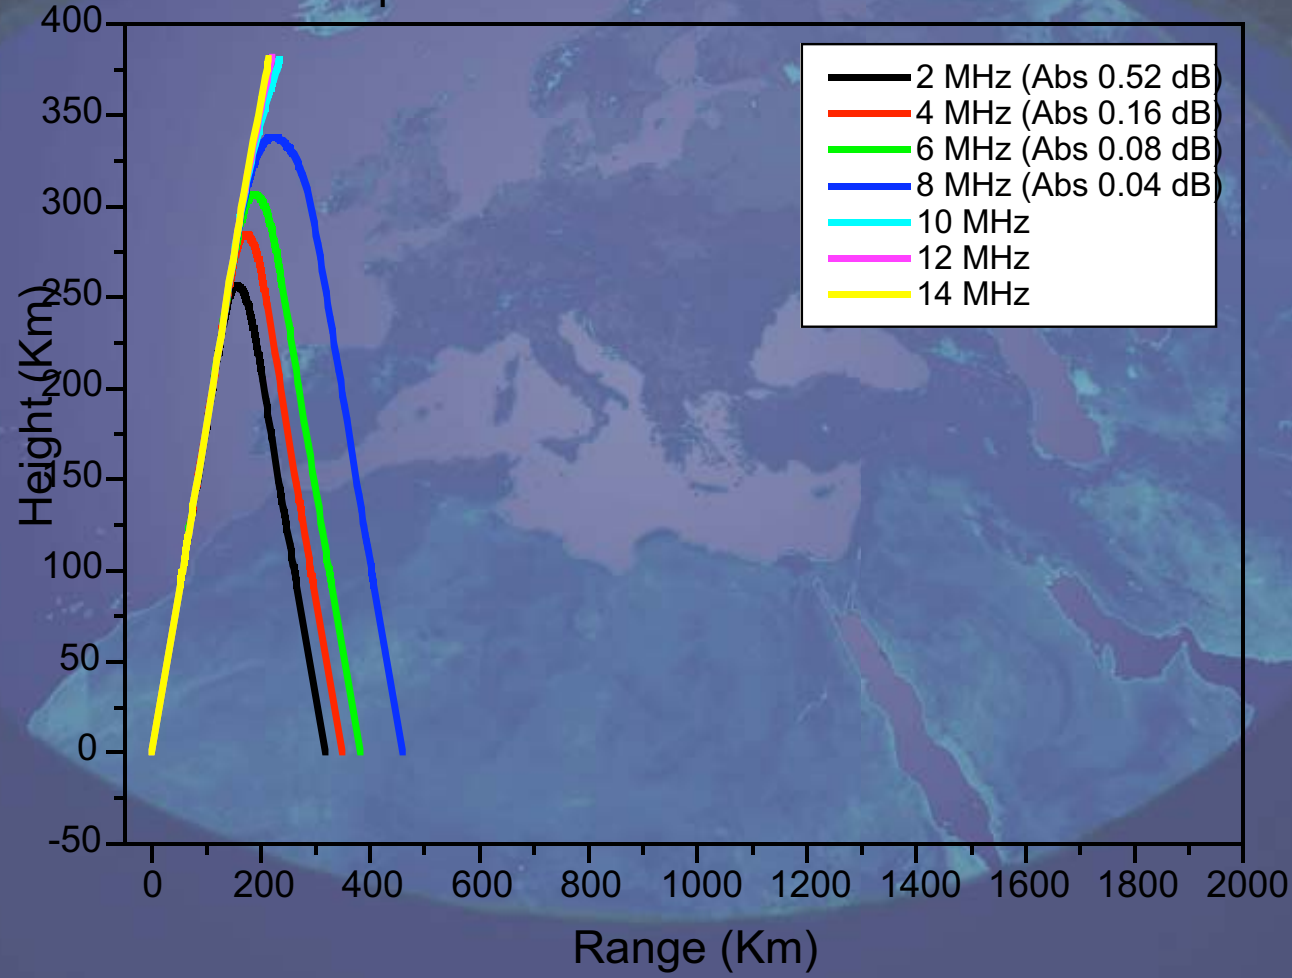 400
350
300
250
200
150
100
50
0
-50
Height (Km)
2 MHz (Abs 0.52 dB)
4 MHz (Abs 0.16 dB)
6 MHz (Abs 0.08 dB)
8 MHz (Abs 0.04 dB)
10 MHz
12 MHz
14 MHz
0 200 400 600 800 1000 1200 1400 1600 1800 2000
Range (Km)